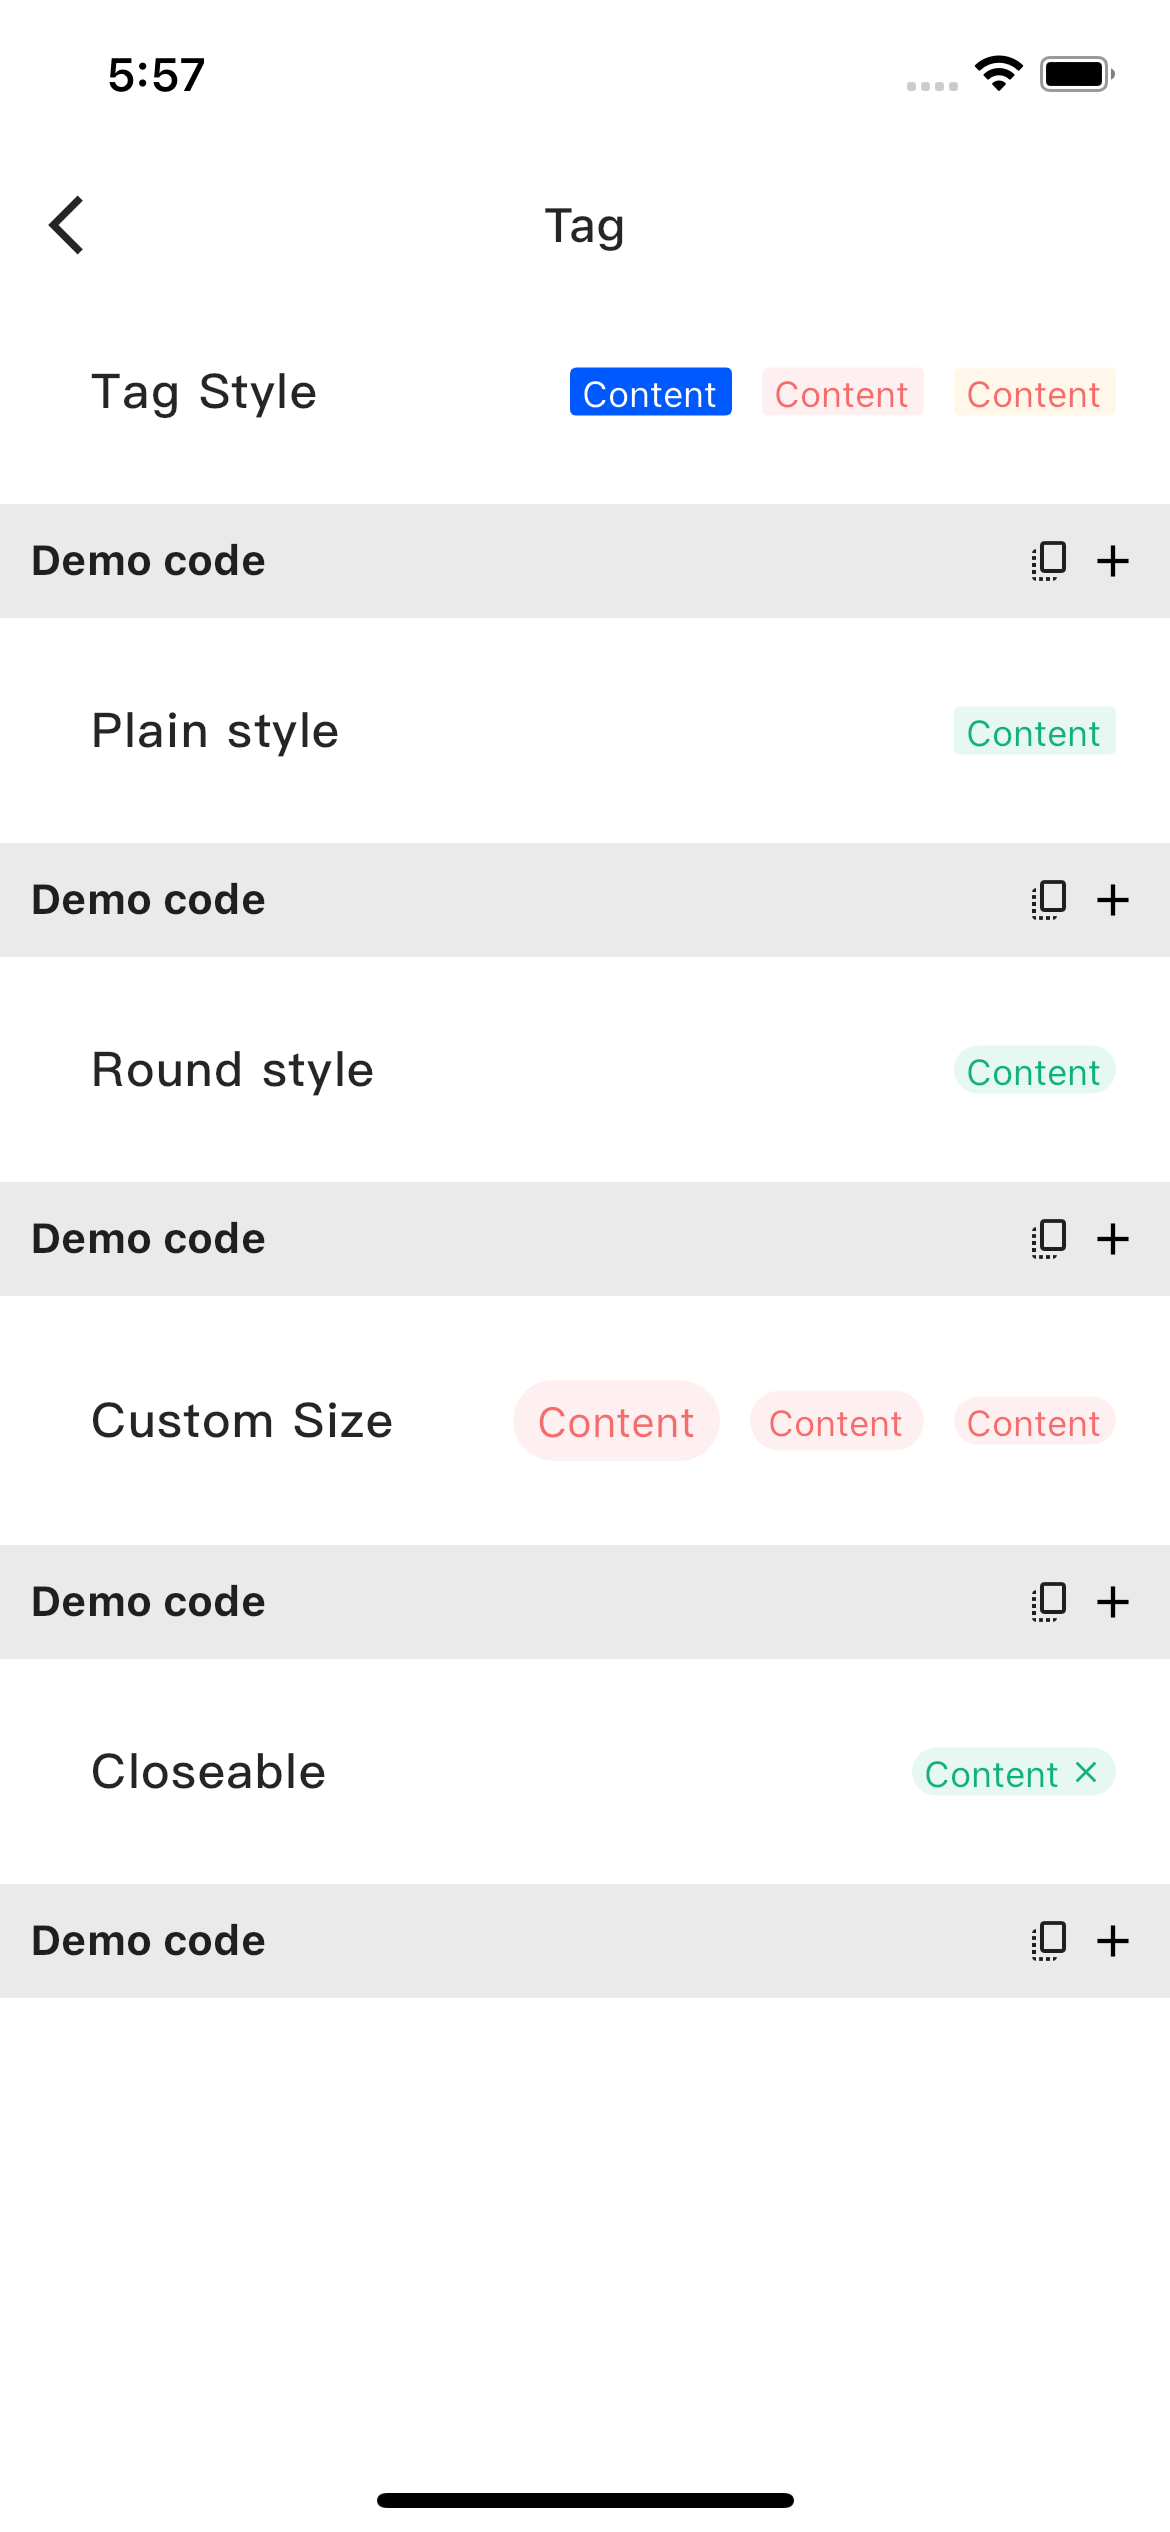 5:57
Tag
Tag Style Content Content Content
Demo code
Plain style Content
Demo code
Round style Content
Demo code
Custom Size Content Content Content
Demo code
Closeable Content
Demo code